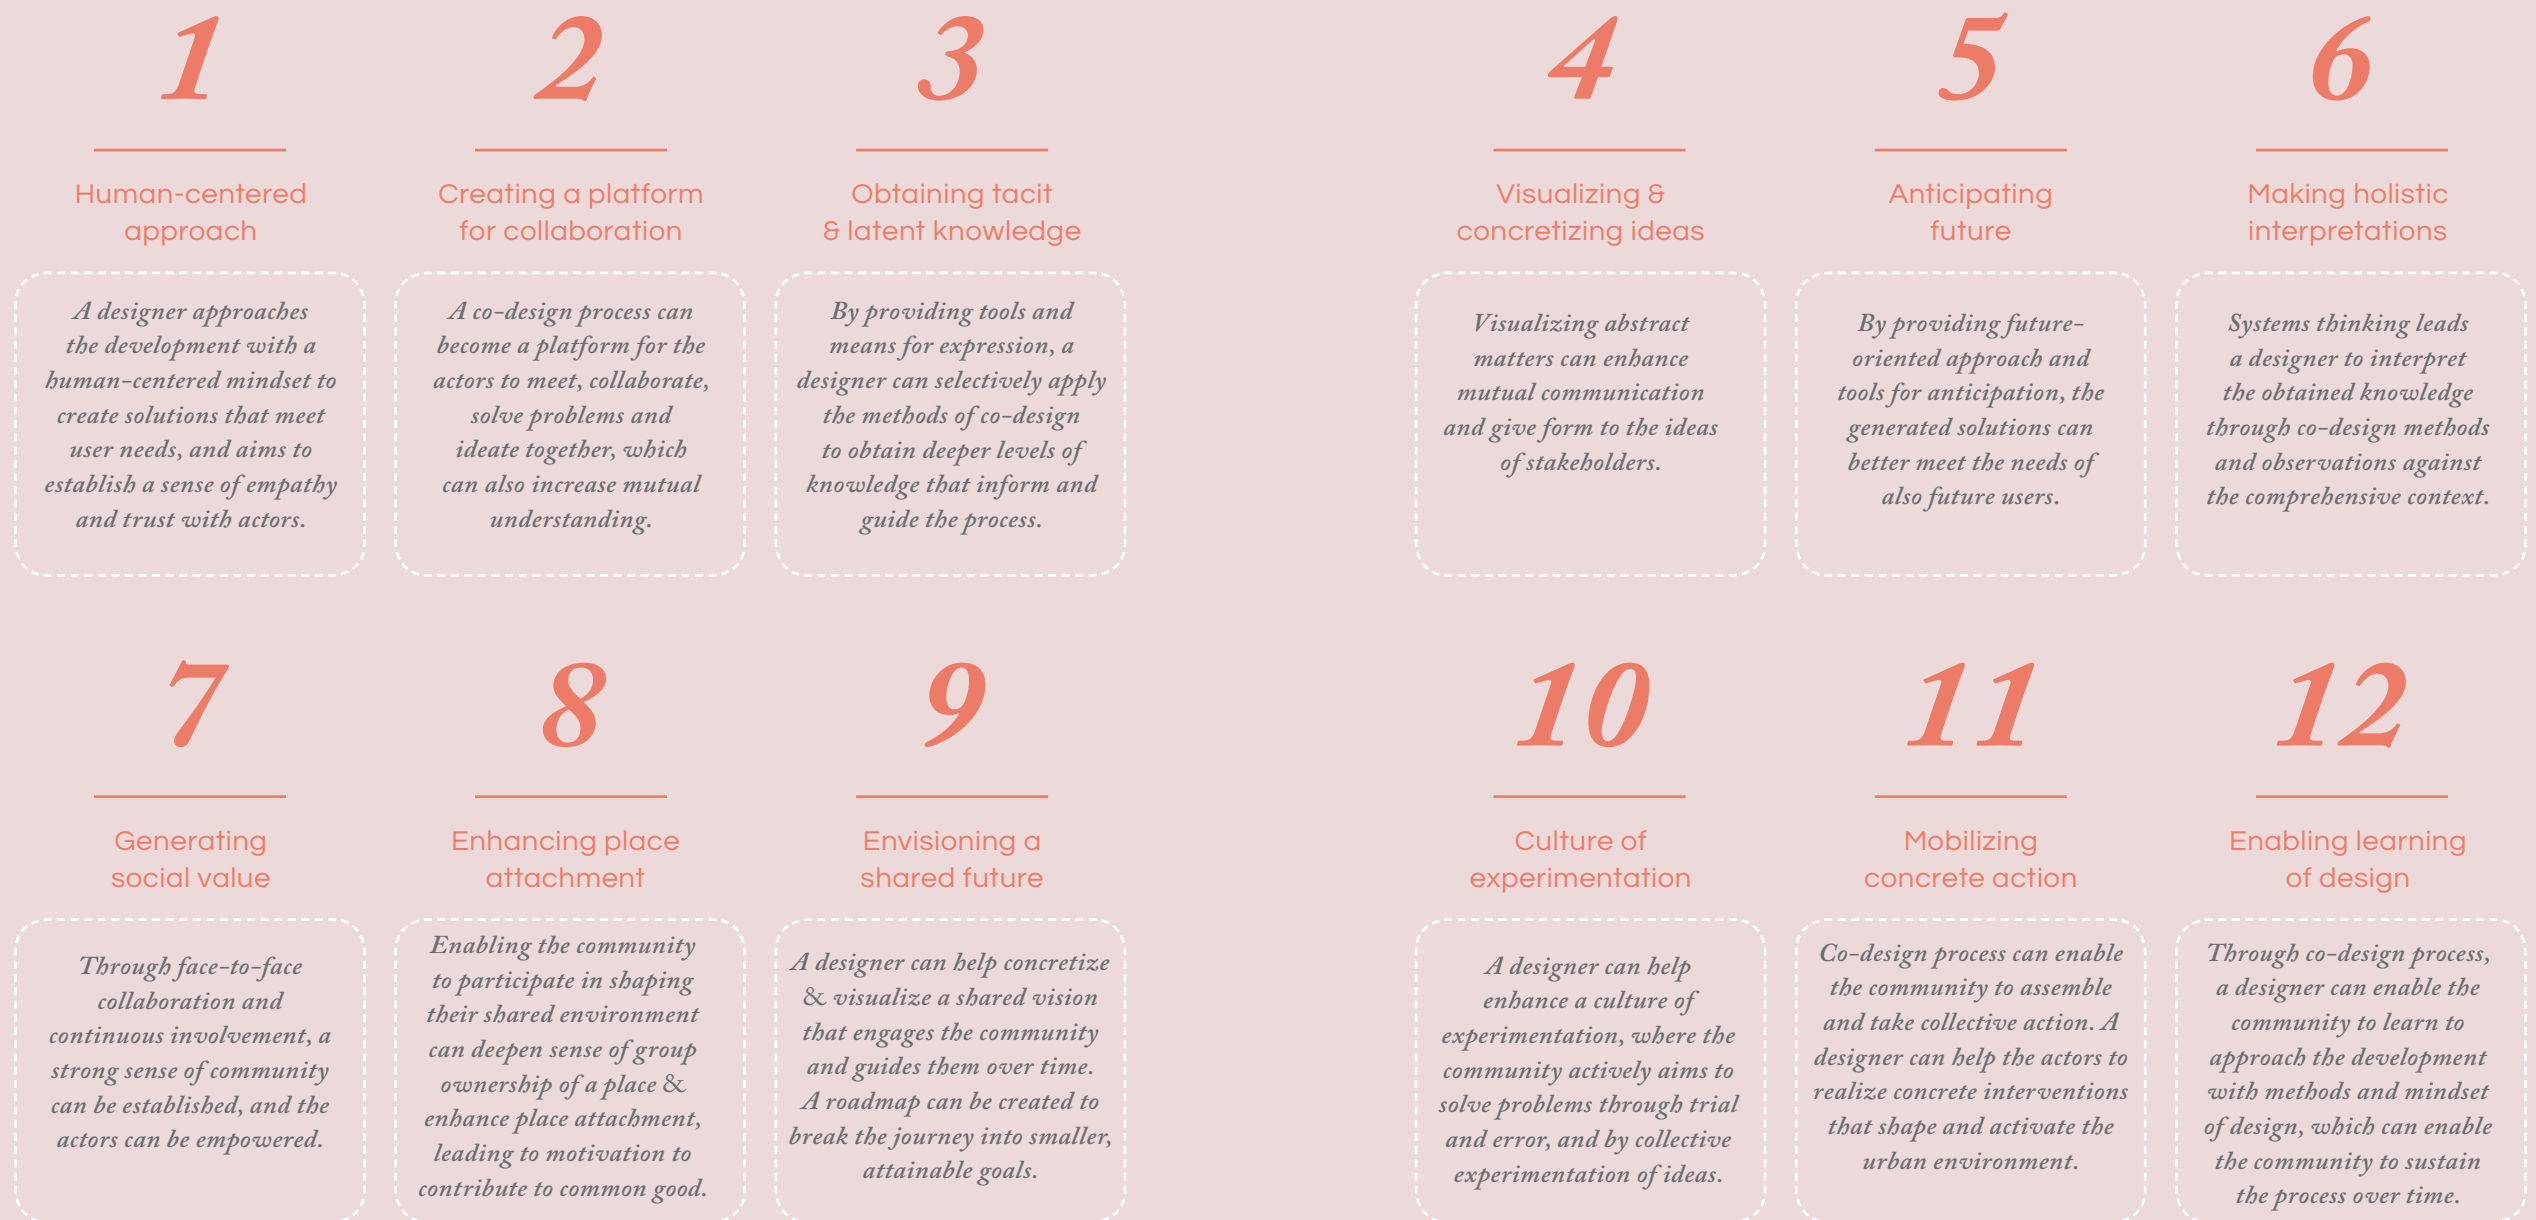 1
Human-centered
approach
A designer approaches
the development with a
human-centered mindset to
create solutions that meet
user needs, and aims to
establish a sense of empathy
and trust with actors.
2
Creating a platform
for collaboration
A co-design process can
become a platform for the
actors to meet, collaborate,
solve problems and
ideate together, which
can also increase mutual
understanding.
3
Obtaining tacit
& latent knowledge
By providing tools and
means for expression, a
designer can selectively apply
the methods of co-design
to obtain deeper levels of
knowledge that inform and
guide the process.
4
Visualizing &
concretizing ideas
Visualizing abstract
matters can enhance
mutual communication
and give form to the ideas
of stakeholders.
5
Anticipating
future
By providing future-
oriented approach and
tools for anticipation, the
generated solutions can
better meet the needs of
also future users.
6
Making holistic
interpretations
Systems thinking leads
a designer to interpret
the obtained knowledge
through co-design methods
and observations against
the comprehensive context.
7
Generating
social value
Through face-to-face
collaboration and
continuous involvement, a
strong sense of community
can be established, and the
actors can be empowered.
8
Enhancing place
attachment
Enabling the community
to participate in shaping
their shared environment
can deepen sense of group
ownership of a place &
enhance place attachment,
leading to motivation to
contribute to common good.
9
Envisioning a
shared future
A designer can help concretize
& visualize a shared vision
that engages the community
and guides them over time.
A roadmap can be created to
break the journey into smaller,
attainable goals.
10
Culture of
experimentation
A designer can help
enhance a culture of
experimentation, where the
community actively aims to
solve problems through trial
and error, and by collective
experimentation of ideas.
11
Mobilizing
concrete action
Co-design process can enable
the community to assemble
and take collective action. A
designer can help the actors to
realize concrete interventions
that shape and activate the
urban environment.
12
Enabling learning
of design
Through co-design process,
a designer can enable the
community to learn to
approach the development
with methods and mindset
of design, which can enable
the community to sustain
the process over time.